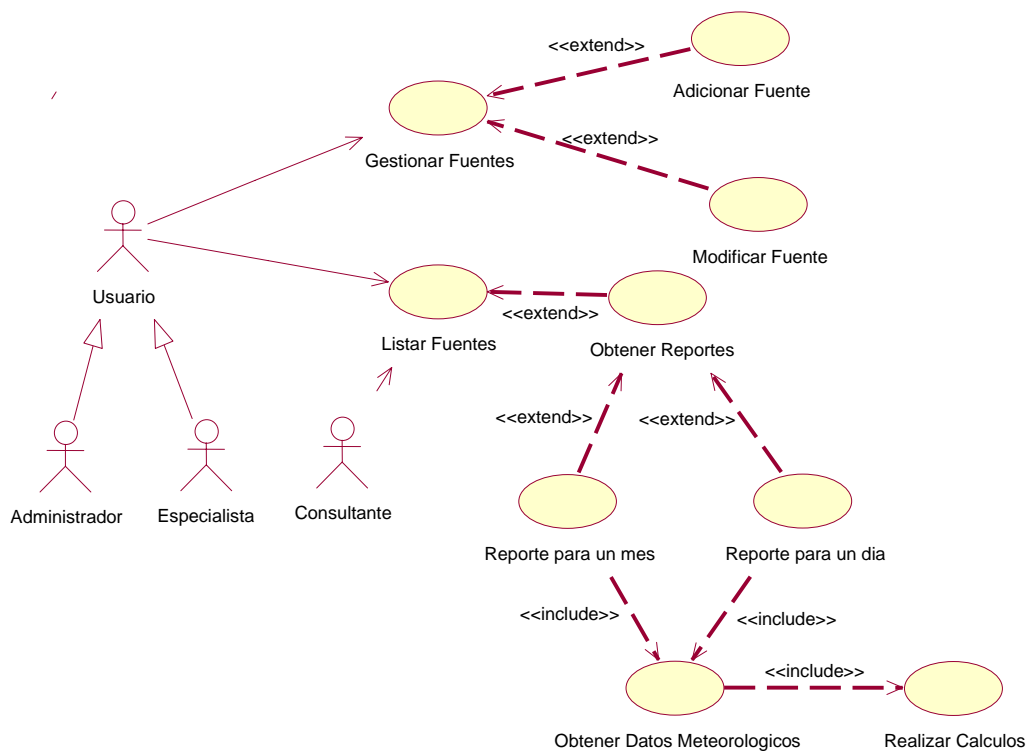 <<extend>>
Adicionar Fuente
<<extend>>
Gestionar Fuentes
Modificar Fuente
Usuario
<<extend>>
Listar Fuentes
Obtener Reportes
<<extend>>
<<extend>>
Administrador
Especialista
Consultante
Reporte para un mes
Reporte para un dia
<<include>>
<<include>>
<<include>>
Obtener Datos Meteorologicos
Realizar Calculos